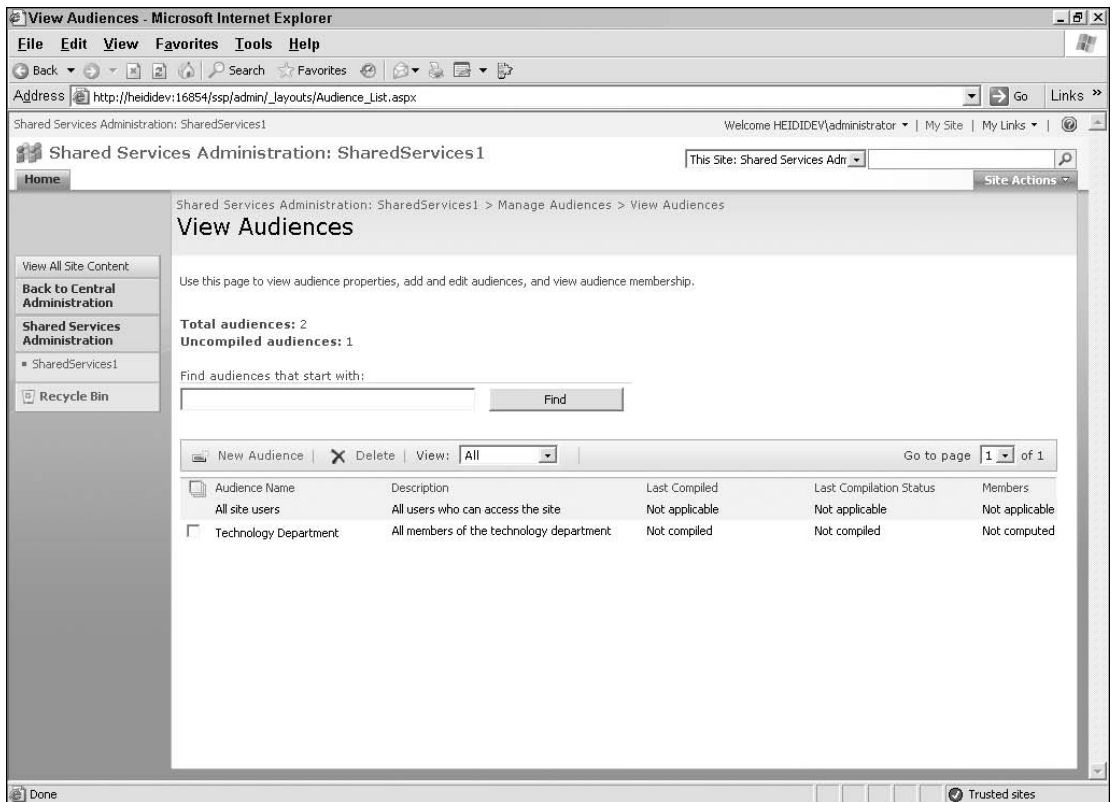 View Audiences - Microsoft Internet Explorer
File Edit View Favorites Tools Help
Back Search Favorites
Address http://heididev:16854/ssp/admin/_layouts/Audience_List.aspx Go Links »
Shared Services Administration: SharedServices1 Welcome HEIDIDEV\administrator | My Site | My Links |
Shared Services Administration: SharedServices1 This Site: Shared Services Adr
Home Site Actions
Shared Services Administration: SharedServices1 > Manage Audiences > View Audiences
View Audiences
View All Site Content
Back to Central
Administration
Shared Services
Administration
SharedServices1
Recycle Bin
Use this page to view audience properties, add and edit audiences, and view audience membership.
Total audiences: 2
Uncompiled audiences: 1
Find audiences that start with:
Find
New Audience | Delete | View: All Go to page 1 of 1
Audience Name Description Last Compiled Last Compilation Status Members
All site users All users who can access the site Not applicable Not applicable Not applicable
Technology Department All members of the technology department Not compiled Not compiled Not computed
Done Trusted sites